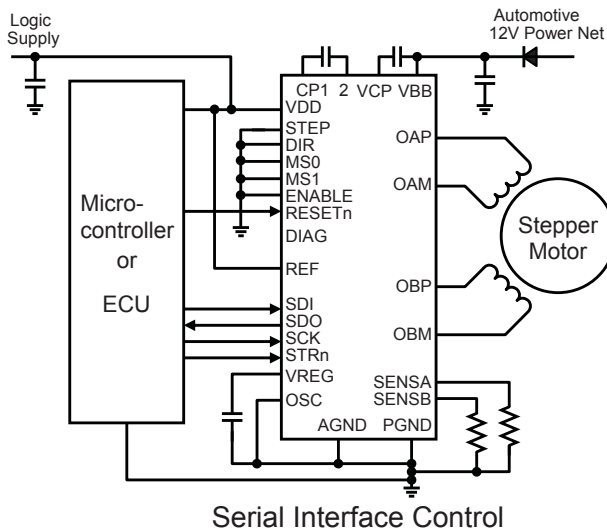 Logic
Supply
Automotive
12V Power Net
CP1 2 VCP VBB
VDD
STEP
DIR
MS0
MS1
ENABLE
RESETn
DIAG
REF
SDI
SDO
SCK
STRn
VREG
OSC
AGND PGND
OAP
OAM
OBP
OBM
SENSA
SENSB
Micro-
controller
or
ECU
Stepper
Motor
Serial Interface Control